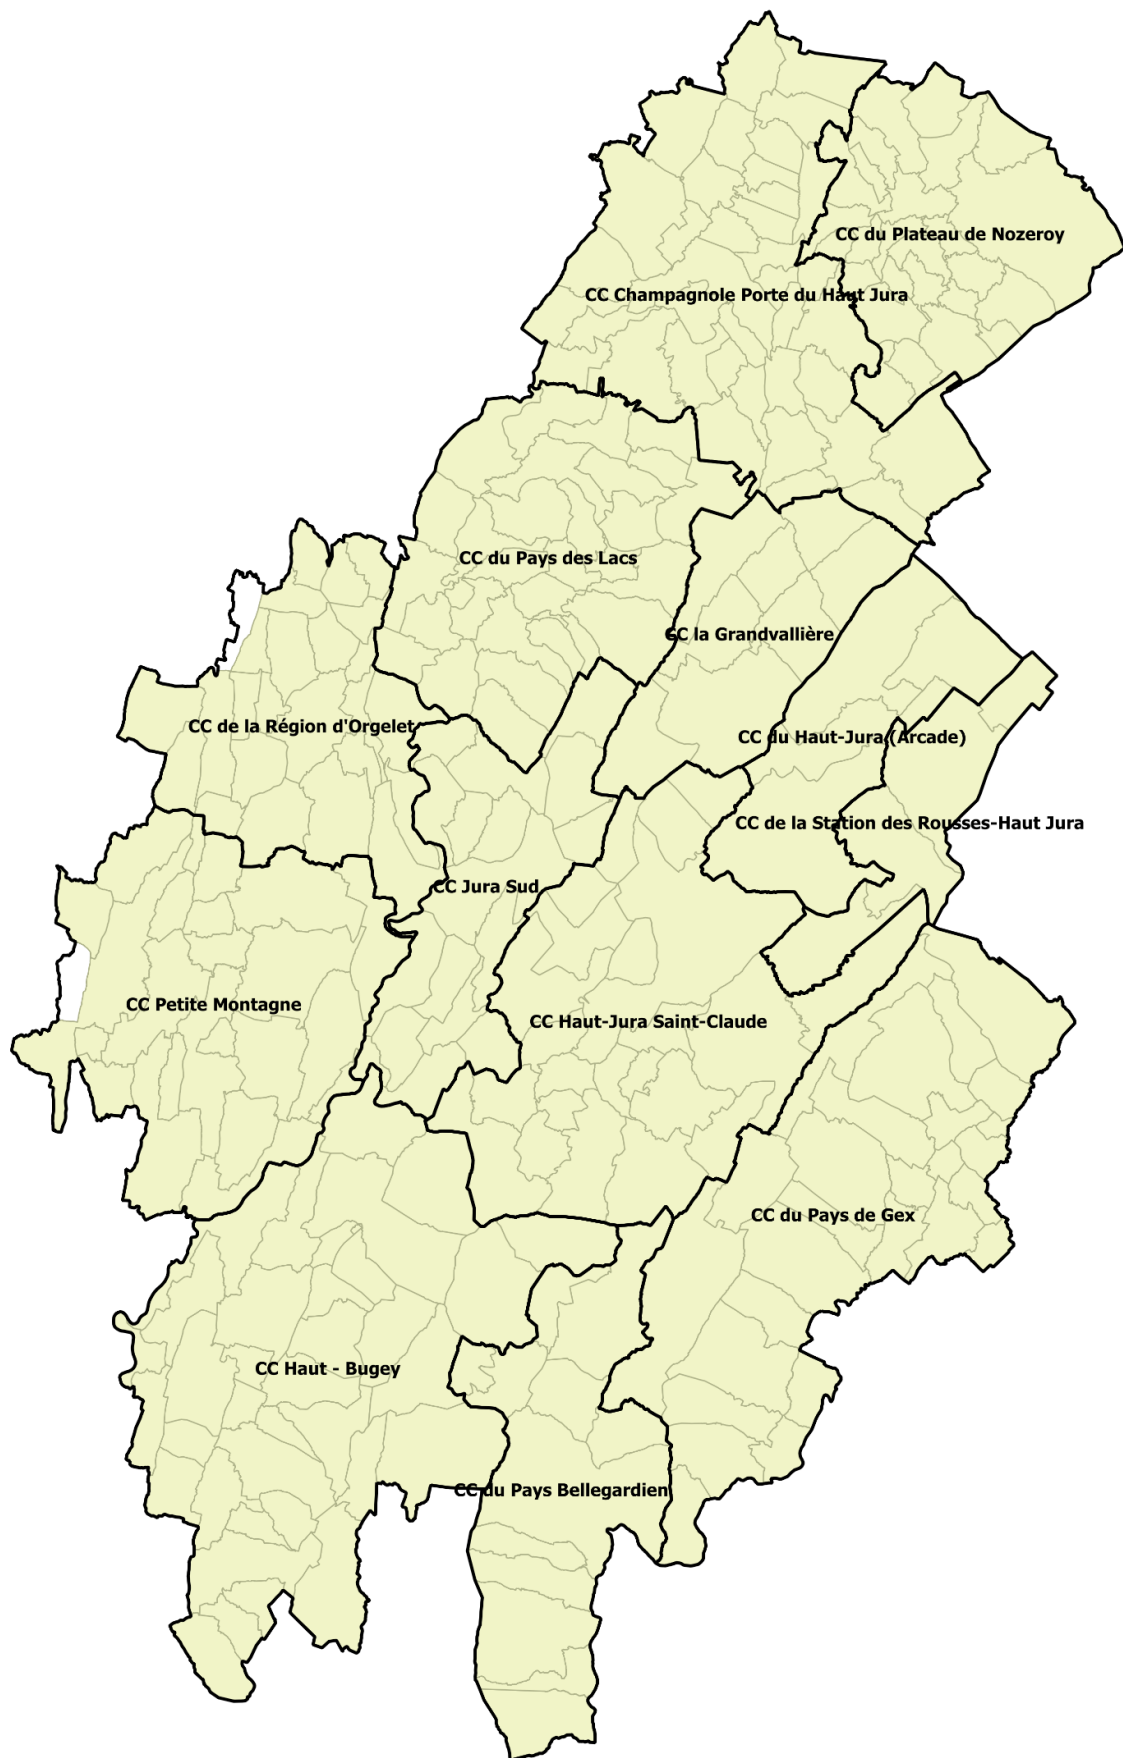 CC du Plateau de Nozeroy
CC Champagnole Porte du Haut Jura
CC du Pays des Lacs
CC la Grandvallière
CC de la Région d'Orgelet
CC du Haut-Jura (Arcade)
CC de la Station des Rousses-Haut Jura
CC Jura Sud
CC Petite Montagne
CC Haut-Jura Saint-Claude
CC du Pays de Gex
CC Haut - Bugey
CC du Pays Bellegardien